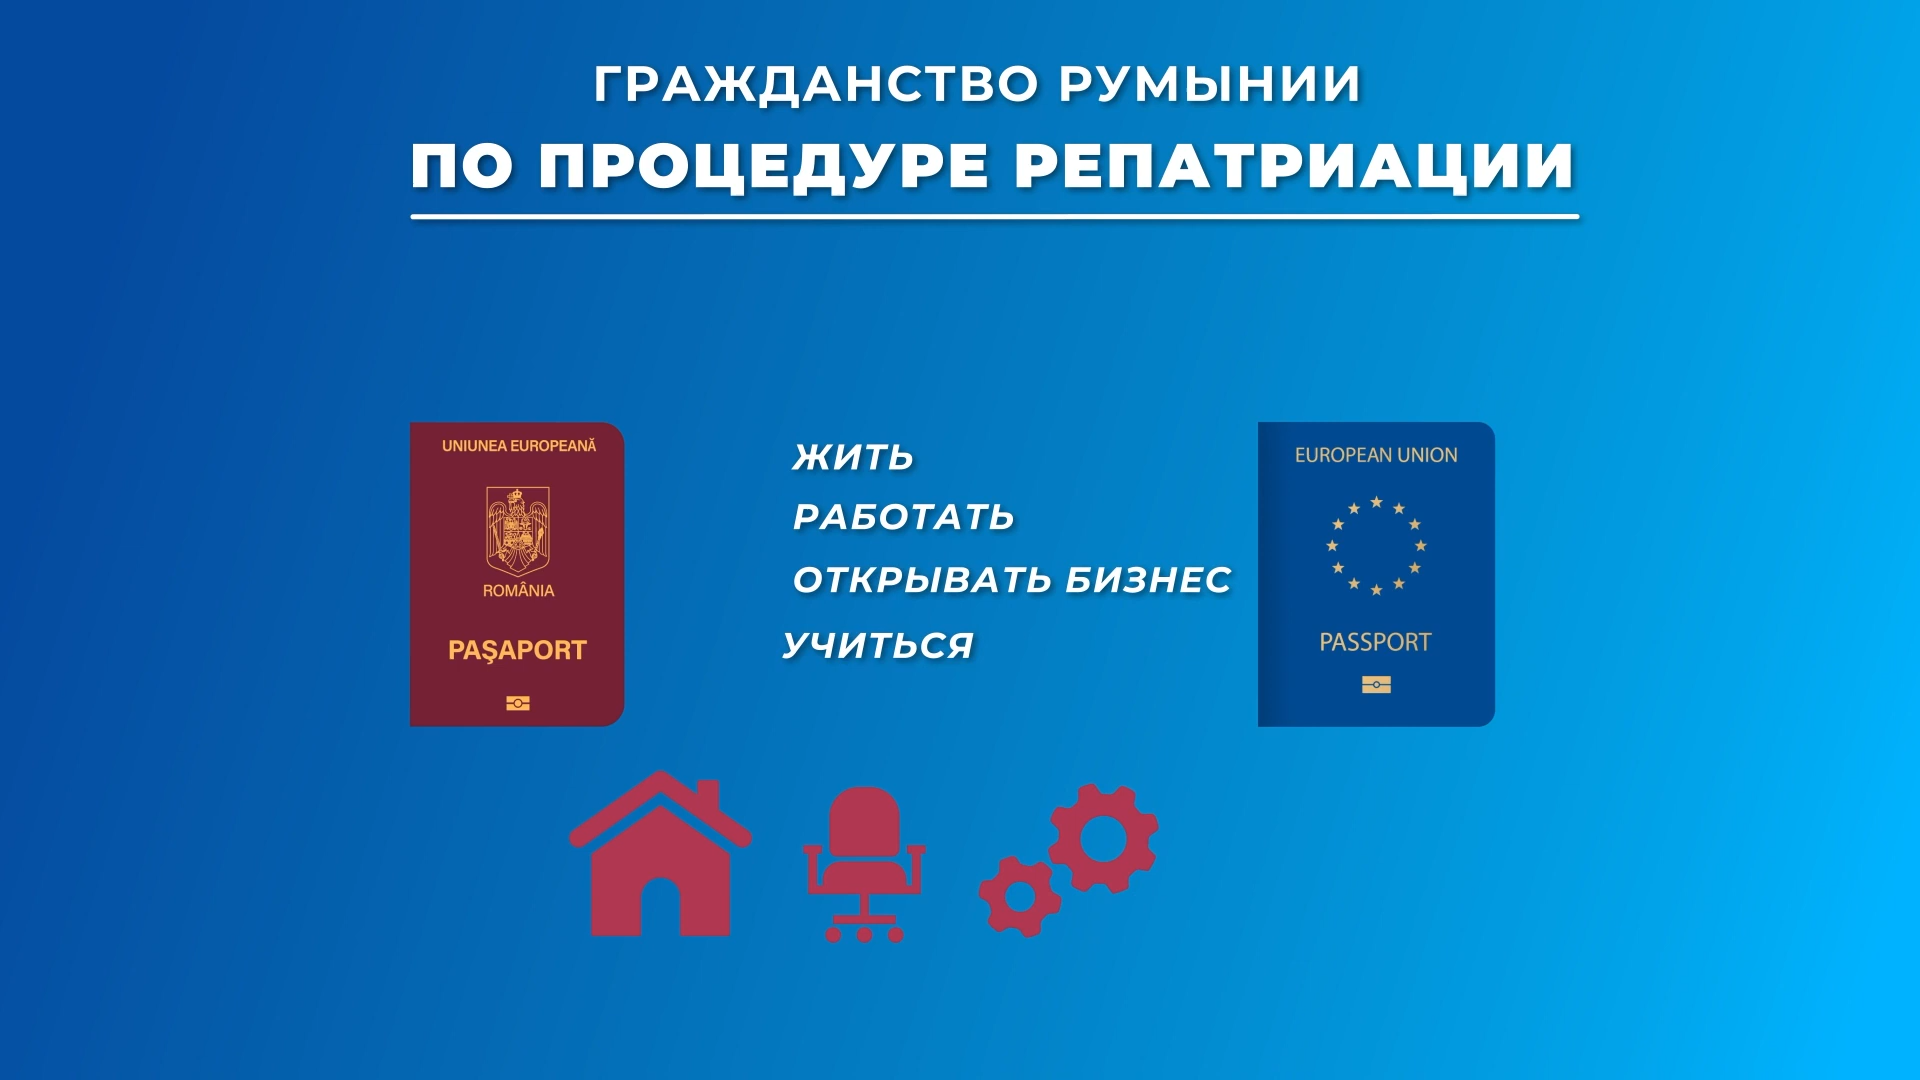 ГРАЖДАНСТВО РУМЫНИИ
ПО ПРОЦЕДУРЕ РЕПАТРИАЦИИ
UNIUNEA EUROPEANĂ
ROMÂNIA
PAŞAPORT
ЖИТЬ
РАБОТАТЬ
ОТКРЫВАТЬ БИЗНЕС
УЧИТЬСЯ
EUROPEAN UNION
PASSPORT